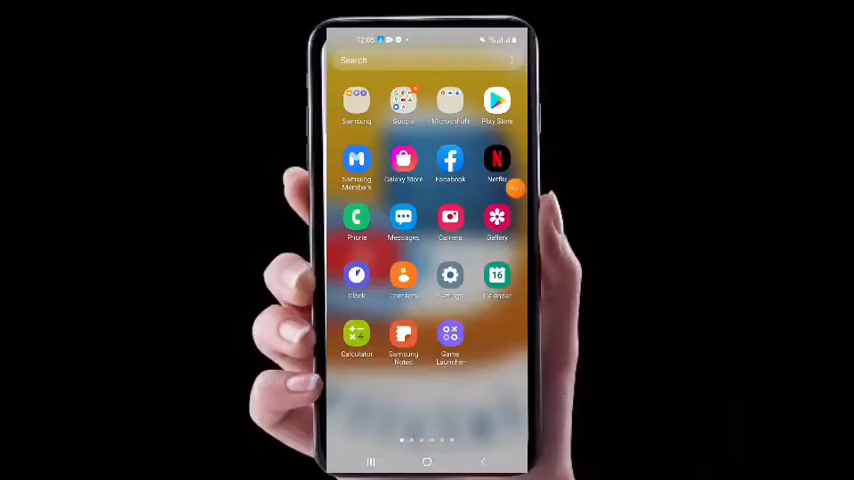 12:05
Search
Samsung Google Microsoft Play Store
Samsung Members Galaxy Store Facebook Netflix
Phone Messages Camera Gallery
Clock Contacts Settings 16 Calendar
Calculator Samsung Notes Game Launcher